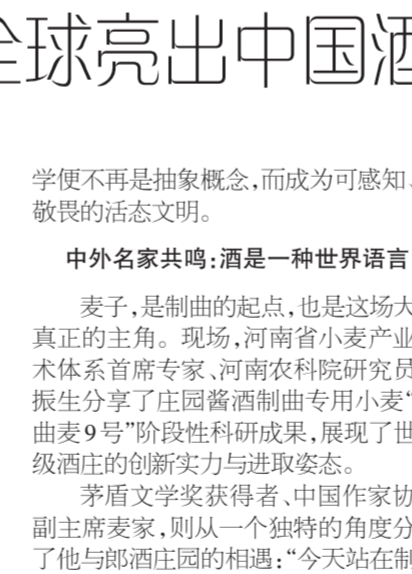 全球亮出中国酒
学便不再是抽象概念,而成为可感知、
敬畏的活态文明。
中外名家共鸣:酒是一种世界语言
麦子,是制曲的起点,也是这场大
真正的主角。现场,河南省小麦产业
术体系首席专家、河南农科院研究员
振生分享了庄园酱酒制曲专用小麦“
曲麦9号”阶段性科研成果,展现了世
级酒庄的创新实力与进取姿态。
茅盾文学奖获得者、中国作家协
副主席麦家,则从一个独特的角度分
了他与郎酒庄园的相遇:“今天站在制